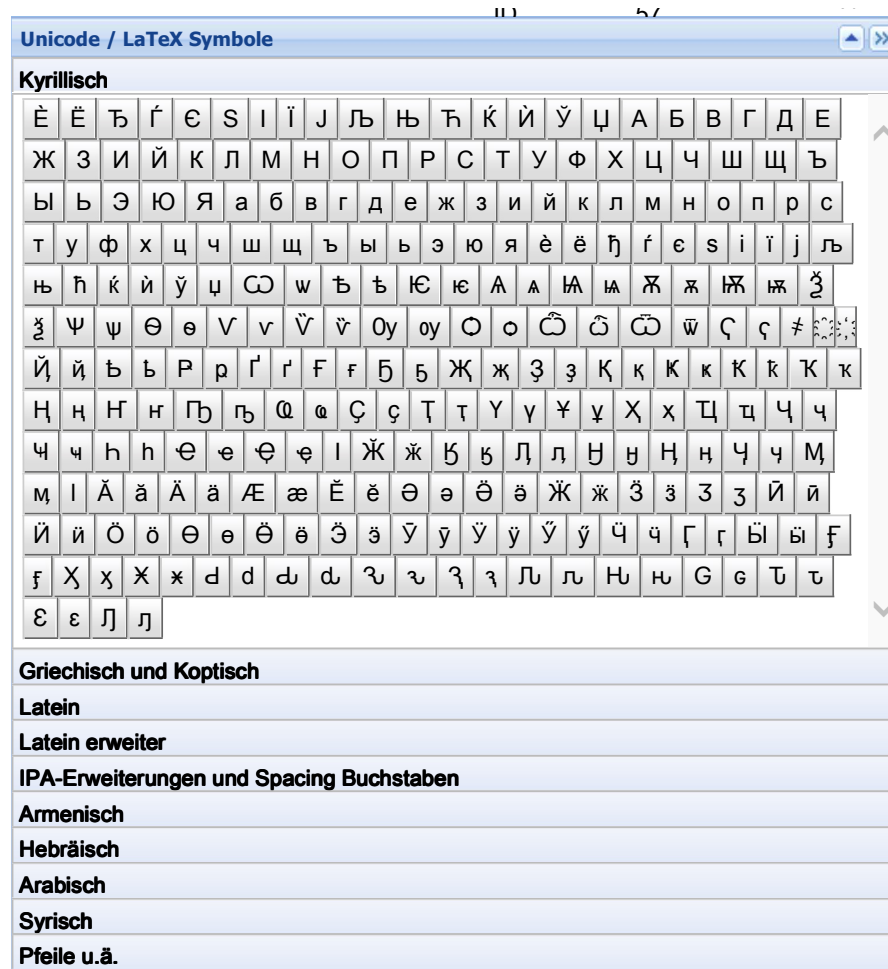 Unicode / LaTeX Symbole
Kyrillisch
Ѐ Ё Ђ Ѓ Є Ѕ І Ї Ј Љ Њ Ћ Ќ Ѝ Ў Џ А Б В Г Д Е
Ж З И Й К Л М Н О П Р С Т У Ф Х Ц Ч Ш Щ Ъ
Ы Ь Э Ю Я а б в г д е ж з и й к л м н о п р с
т у ф х ц ч ш щ ъ ы ь э ю я ѐ ё ђ ѓ є ѕ і ї ј љ
њ ћ ќ ѝ ў џ Ѡ ѡ Ѣ ѣ Ѥ ѥ Ѧ ѧ Ѩ ѩ Ѫ ѫ Ѭ ѭ Ѯ
ѯ Ѱ ѱ Ѳ ѳ Ѵ ѵ Ѷ ѷ Ѹ ѹ Ѻ ѻ Ѽ ѽ Ѿ ѿ Ҁ ҁ ҂ ҈ ҉
Ҋ ҋ Ҍ ҍ Ҏ ҏ Ґ ґ Ғ ғ Ҕ ҕ Җ җ Ҙ ҙ Қ қ Ҝ ҝ Ҟ ҟ Ҡ ҡ
Ң ң Ҥ ҥ Ҧ ҧ Ҩ ҩ Ҫ ҫ Ҭ ҭ Ү ү Ұ ұ Ҳ ҳ Ҵ ҵ Ҷ ҷ
Ҹ ҹ Һ һ Ҽ ҽ Ҿ ҿ Ӏ Ӂ ӂ Ӄ ӄ Ӆ ӆ Ӈ ӈ Ӊ ӊ Ӌ ӌ Ӎ
ӎ ӏ Ӑ ӑ Ӓ ӓ Ӕ ӕ Ӗ ӗ Ә ә Ӛ ӛ Ӝ ӝ Ӟ ӟ Ӡ ӡ Ӣ ӣ
Ӥ ӥ Ӧ ӧ Ө ө Ӫ ӫ Ӭ ӭ Ӯ ӯ Ӱ ӱ Ӳ ӳ Ӵ ӵ Ӷ ӷ Ӹ ӹ Ӻ
ӻ Ӽ ӽ Ӿ ӿ Ԁ ԁ Ԃ ԃ Ԅ ԅ Ԇ ԇ Ԉ ԉ Ԋ ԋ Ԍ ԍ Ԏ ԏ
Ԑ ԑ Ԓ ԓ
Griechisch und Koptisch
Latein
Latein erweiter
IPA-Erweiterungen und Spacing Buchstaben
Armenisch
Hebräisch
Arabisch
Syrisch
Pfeile u.ä.